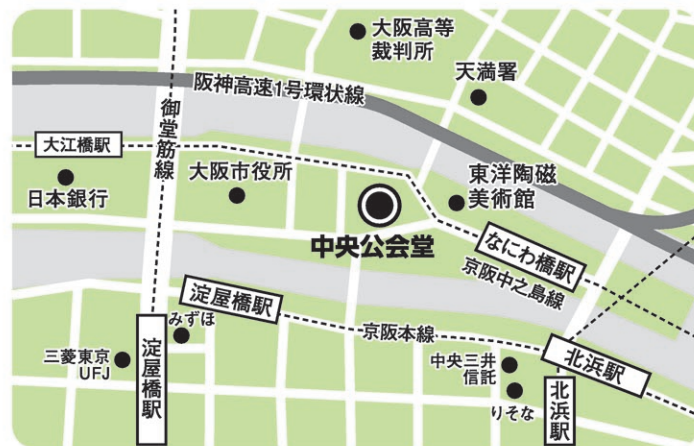 大阪高等
裁判所
天満署
阪神高速1号環状線
御堂筋線
大江橋駅
日本銀行
大阪市役所
東洋陶磁
美術館
中央公会堂
なにわ橋駅
京阪中之島線
淀屋橋駅
みずほ
京阪本線
三菱東京
UFJ
淀屋橋駅
中央三井
信託
りそな
北浜駅
北浜駅